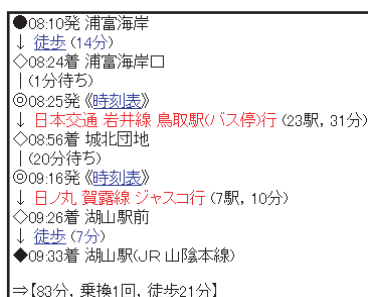 ●08:10発 浦富海岸
↓ 徒歩 (14分)
◇08:24着 浦富海岸口
| (1分待ち)
◎08:25発 《時刻表》
↓ 日本交通 岩井線 鳥取駅(バス停)行 (23駅, 31分)
◇08:56着 城北団地
| (20分待ち)
◎09:16発 《時刻表》
↓ 日ノ丸 賀露線 ジャスコ行 (7駅, 10分)
◇09:26着 湖山駅前
↓ 徒歩 (7分)
◆09:33着 湖山駅(JR 山陰本線)
⇒【83分, 乗換1回, 徒歩21分】